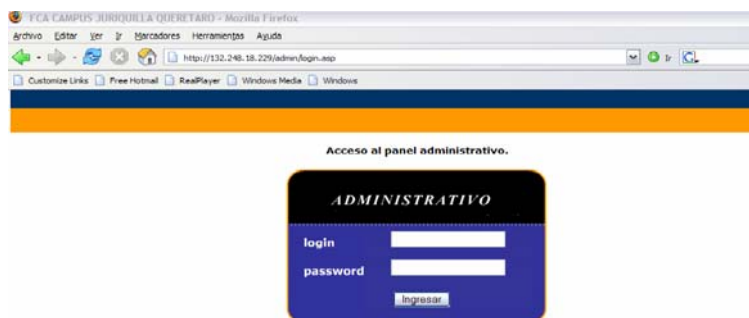 FCA CAMPUS JURIQUILLA QUERETARO - Mozilla Firefox
Archivo Editar Ver Ir Marcadores Herramientas Ayuda
http://132.248.18.229/admin/login.asp Ir
Customize Links Free Hotmail RealPlayer Windows Media Windows
Acceso al panel administrativo.
ADMINISTRATIVO
login
password
Ingresar